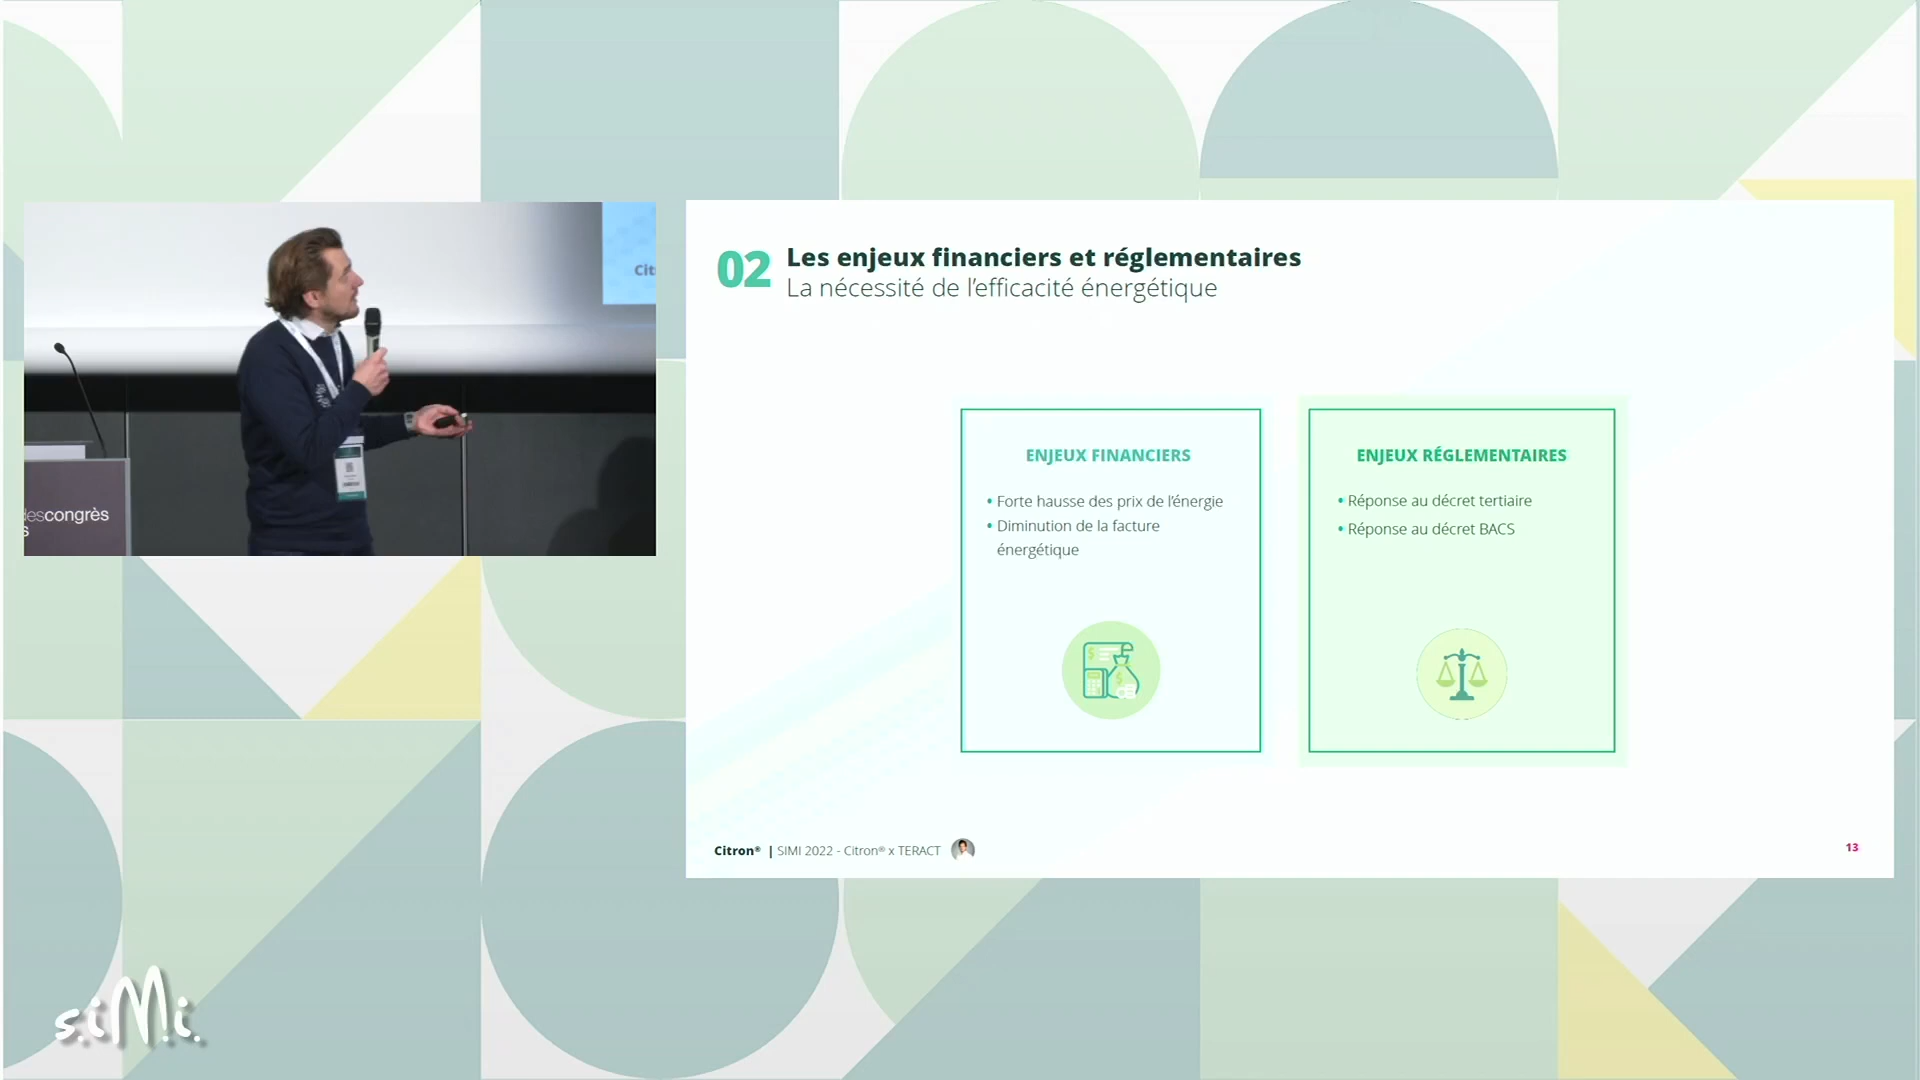 Cit
descongrès
02
Les enjeux financiers et réglementaires
La nécessité de l'efficacité énergétique
ENJEUX FINANCIERS
• Forte hausse des prix de l'énergie
• Diminution de la facture
énergétique
ENJEUX RÉGLEMENTAIRES
• Réponse au décret tertiaire
• Réponse au décret BACS
Citron® | SIMI 2022 - Citron® x TERACT
13
s.iMi.